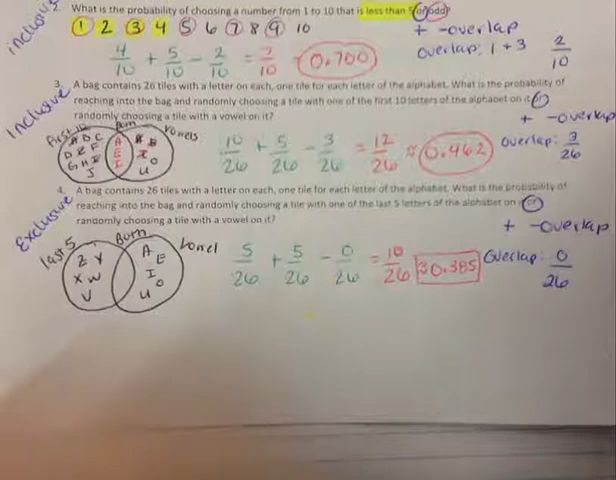 2. What is the probability of choosing a number from 1 to 10 that is less than 5 or odd?
inclusive
1 2 3 4 5 6 7 8 9 10
+ -overlap
overlap: 1+3 2/10
4/10 + 5/10 - 2/10 = 7/10 = 0.700
Inclusive
3. A bag contains 26 tiles with a letter on each, one tile for each letter of the alphabet. What is the probability of
reaching into the bag and randomly choosing a tile with one of the first 10 letters of the alphabet on it or
randomly choosing a tile with a vowel on it?
+ -overlap
First 10 Both Vowels
A E I
O
U
J
10/26 + 5/26 - 3/26 = 12/26 ≈ 0.462
Overlap: 3/26
Exclusive
4. A bag contains 26 tiles with a letter on each, one tile for each letter of the alphabet. What is the probability of
reaching into the bag and randomly choosing a tile with one of the last 5 letters of the alphabet on it or
randomly choosing a tile with a vowel on it?
+ -overlap
last 5 Both Vowel
Z Y
X W
V
A E
I
O
U
5/26 + 5/26 - 0/26 = 10/26 ≈ 0.385
Overlap: 0/26